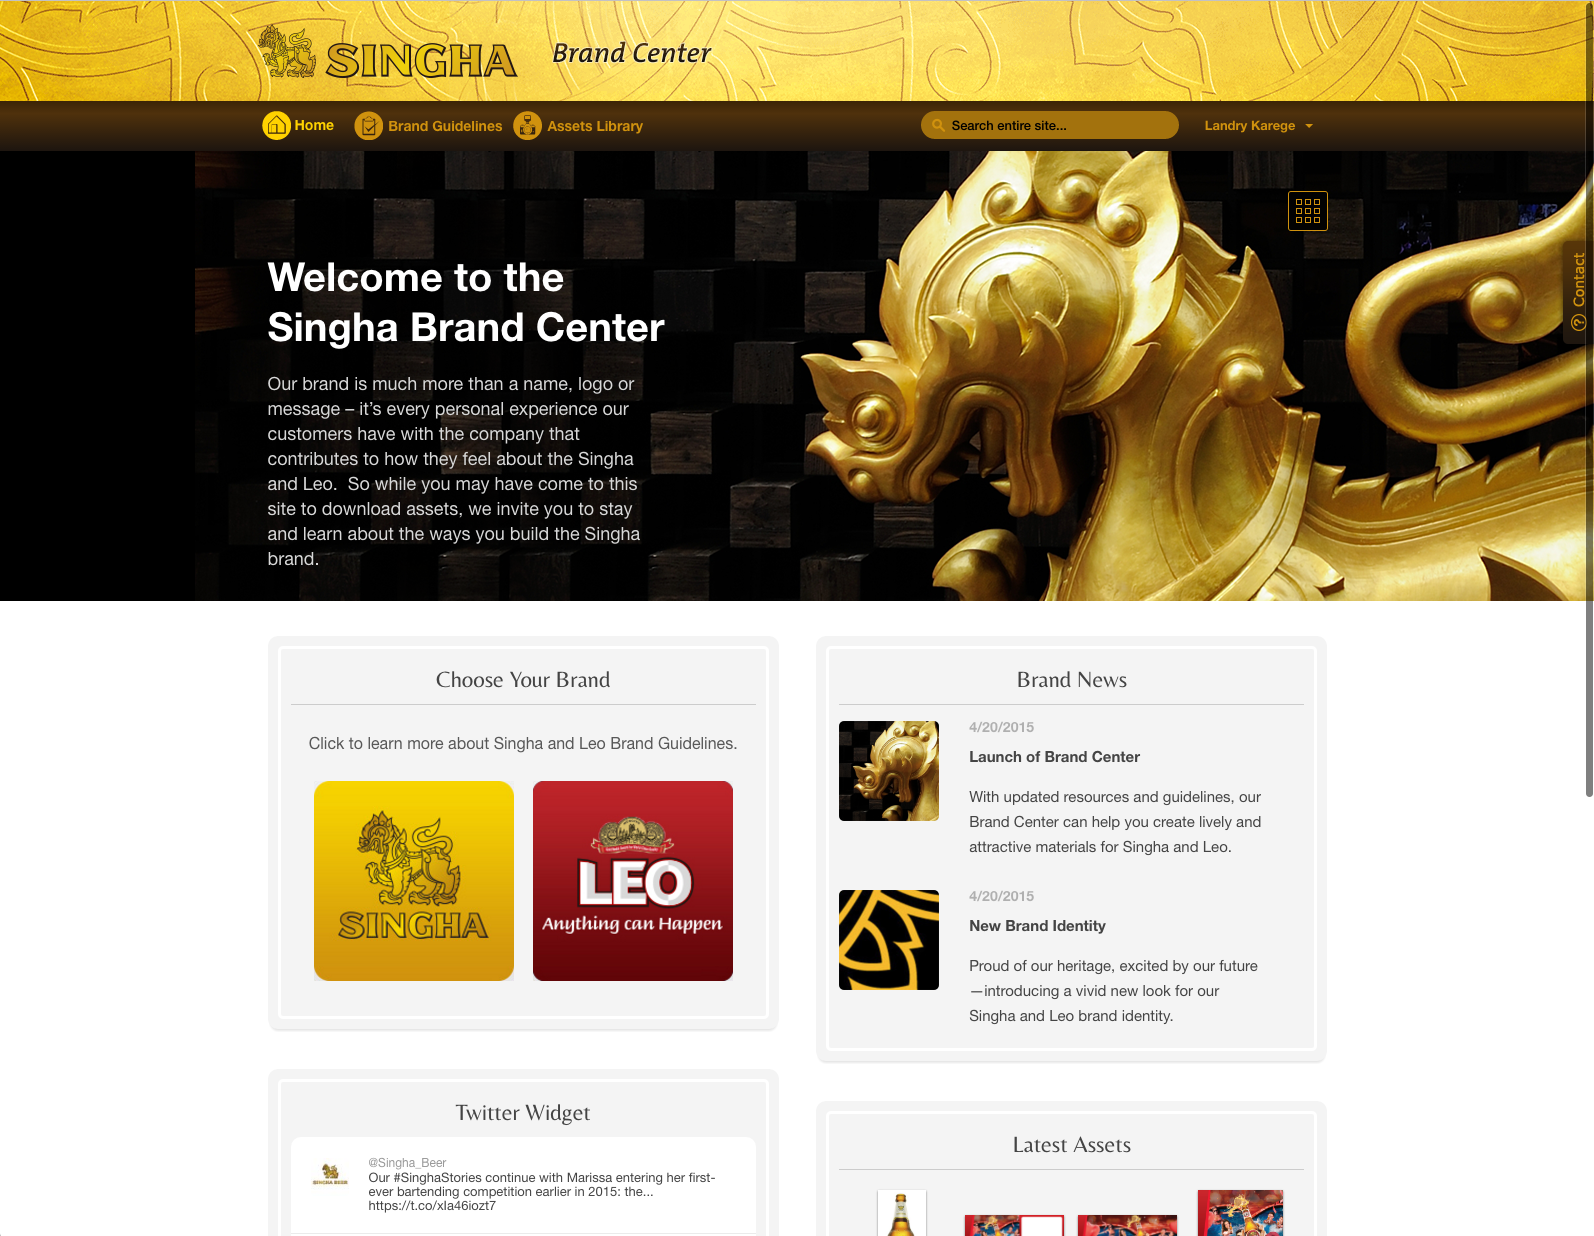 SINGHA
Brand Center
Home
Brand Guidelines
Assets Library
Search entire site...
Landry Karege
Contact
Welcome to the
Singha Brand Center
Our brand is much more than a name, logo or
message – it's every personal experience our
customers have with the company that
contributes to how they feel about the Singha
and Leo.  So while you may have come to this
site to download assets, we invite you to stay
and learn about the ways you build the Singha
brand.
Choose Your Brand
Click to learn more about Singha and Leo Brand Guidelines.
SINGHA
LEO
Anything can Happen
Brand News
4/20/2015
Launch of Brand Center
With updated resources and guidelines, our
Brand Center can help you create lively and
attractive materials for Singha and Leo.
4/20/2015
New Brand Identity
Proud of our heritage, excited by our future
—introducing a vivid new look for our
Singha and Leo brand identity.
Twitter Widget
SINGHA BEER
@Singha_Beer
Our #SinghaStories continue with Marissa entering her first-
ever bartending competition earlier in 2015: the...
https://t.co/xIa46iozt7
Latest Assets